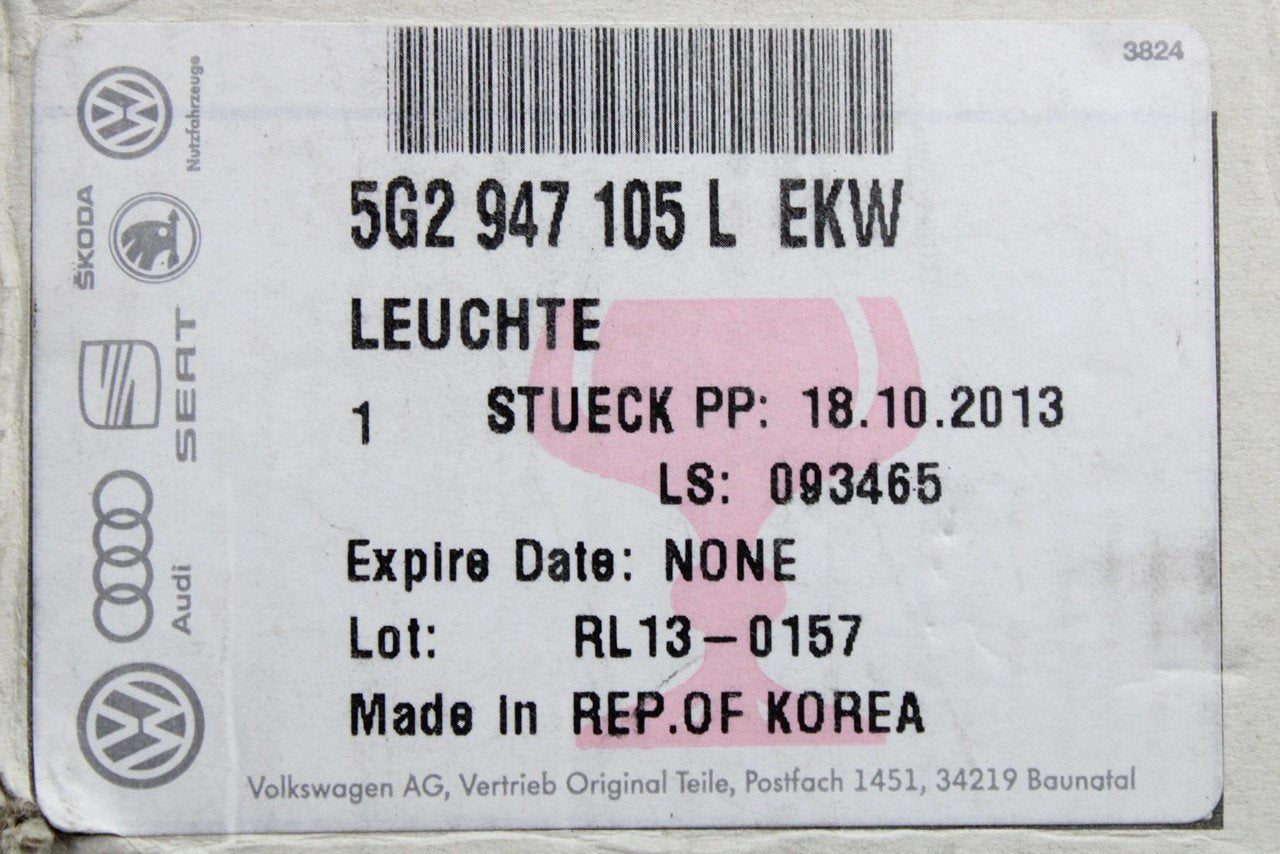 3824
Nutzfahrzeuge
ŠKODA
SEAT
Audi
5G2 947 105 L EKW
LEUCHTE
1 STUECK PP: 18.10.2013
LS: 093465
Expire Date: NONE
Lot: RL13-0157
Made in REP.OF KOREA
Volkswagen AG, Vertrieb Original Teile, Postfach 1451, 34219 Baunatal